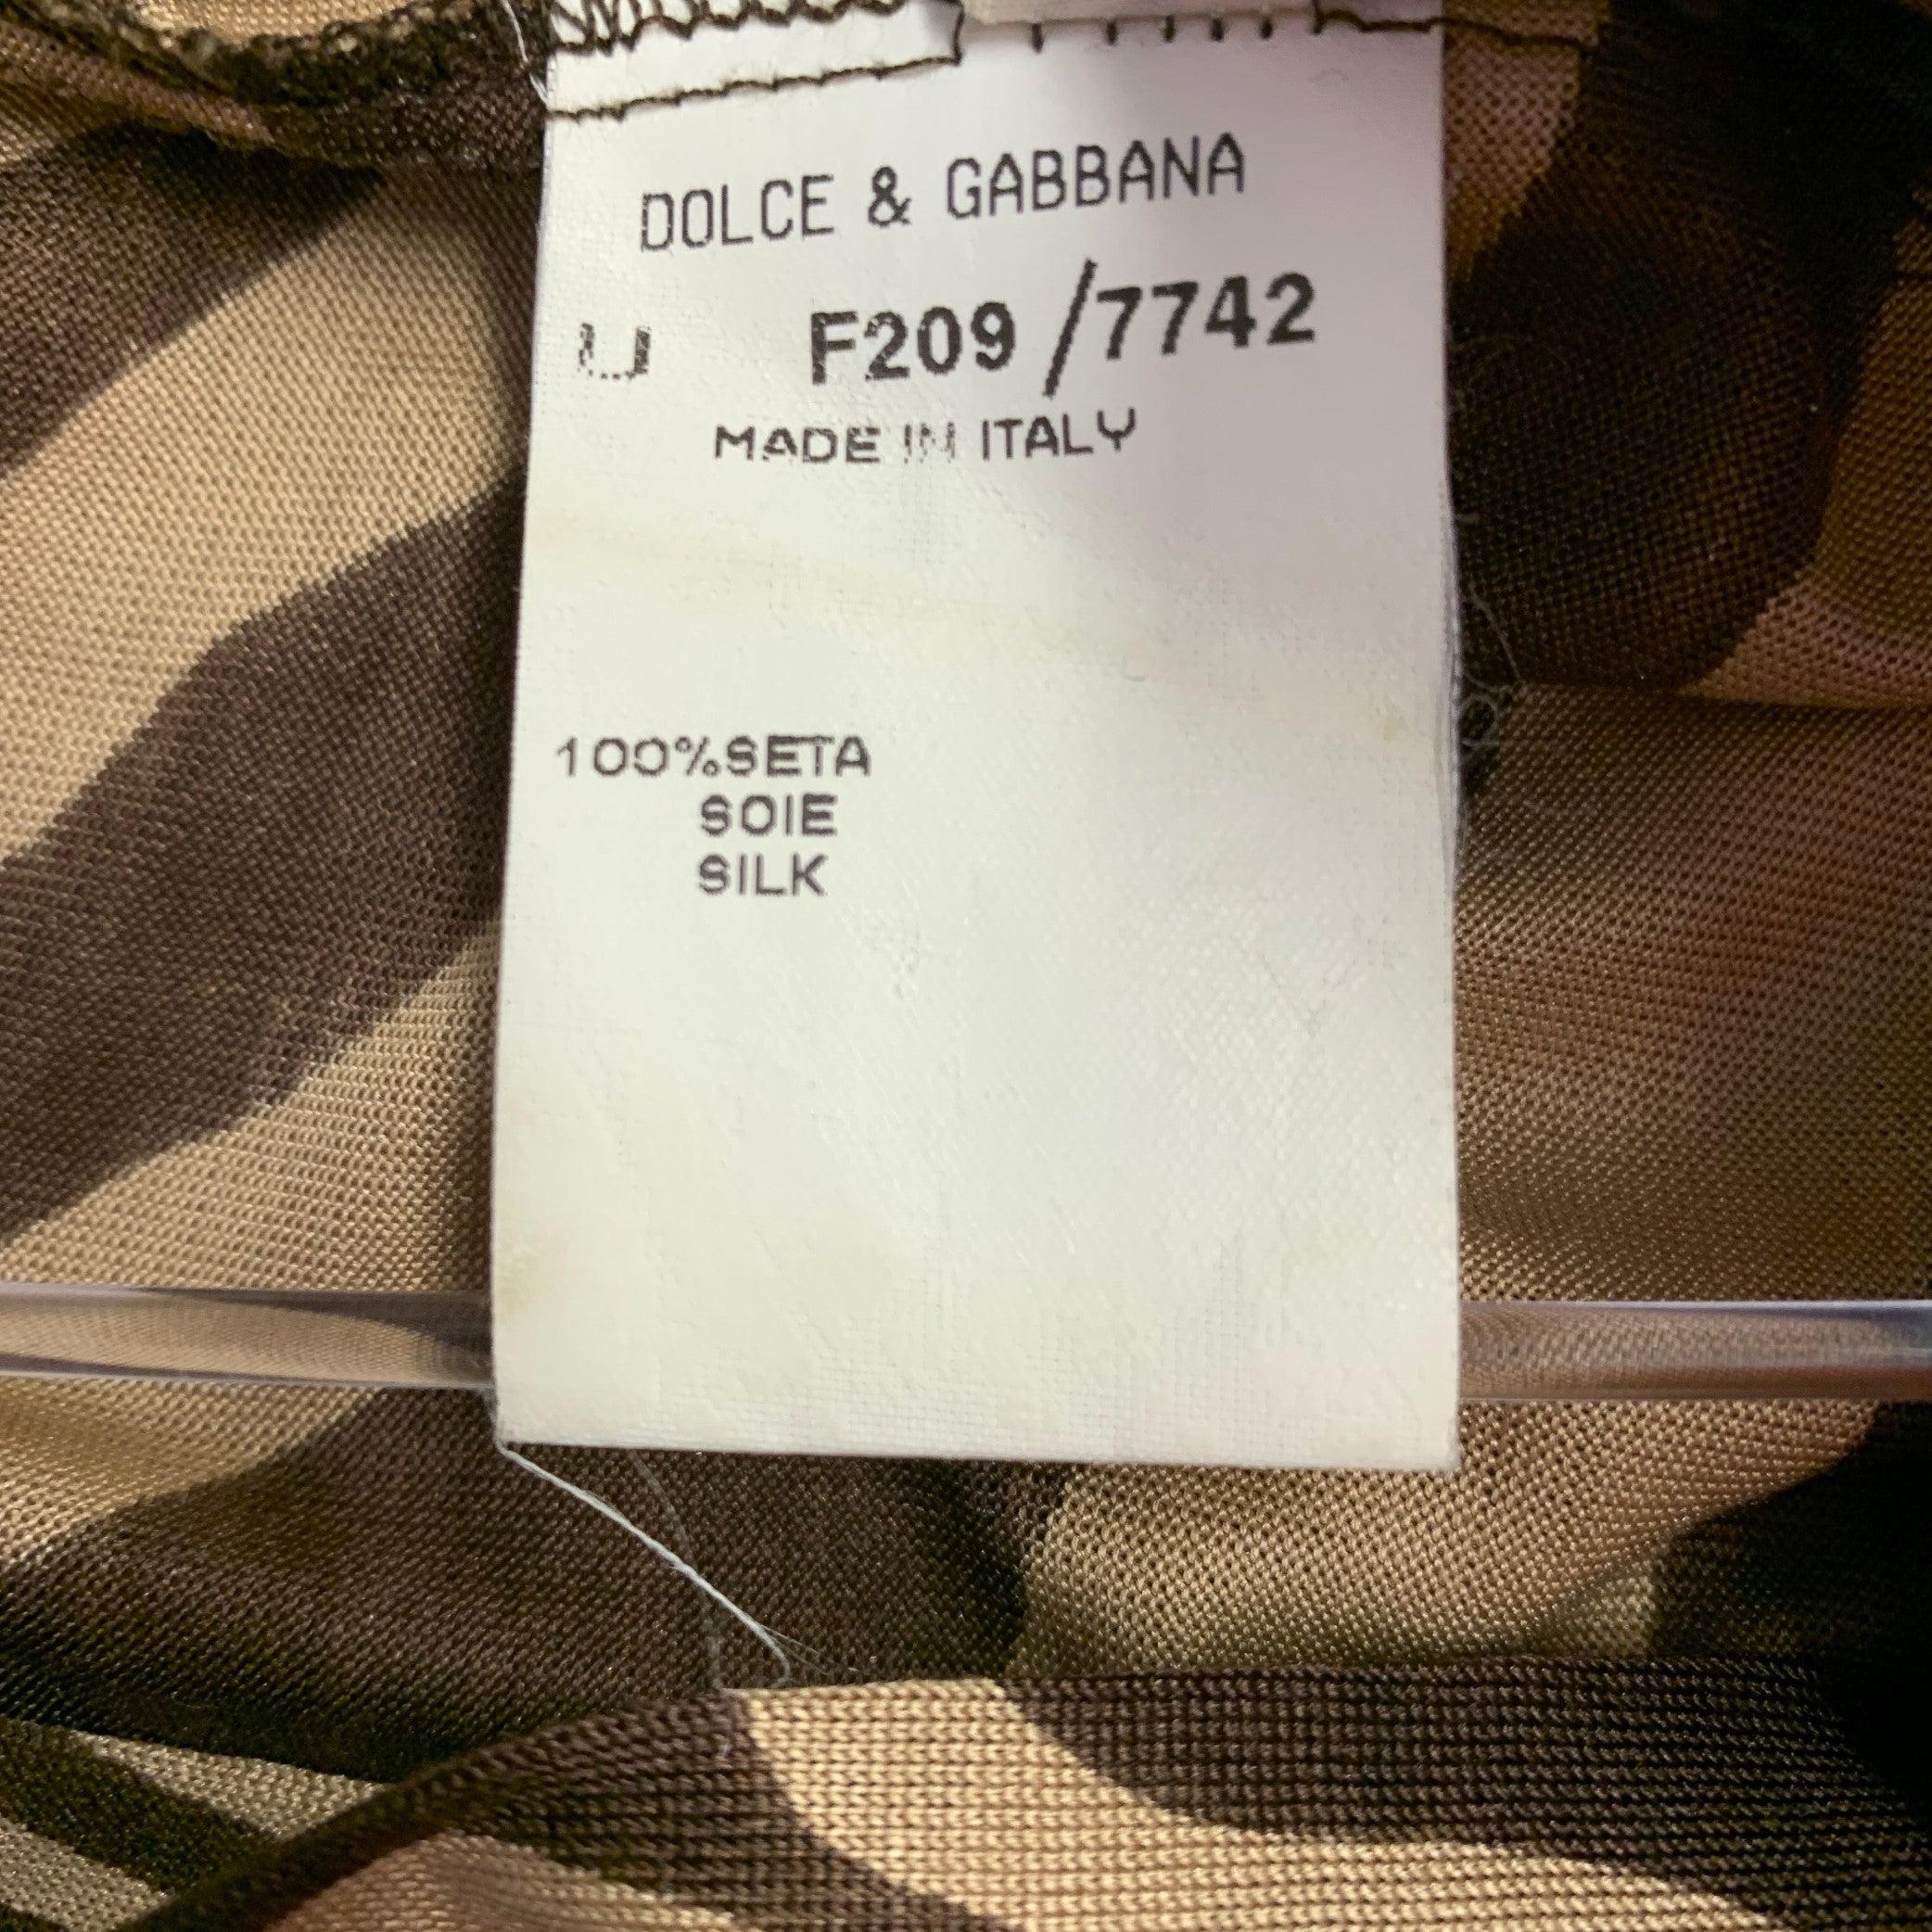 DOLCE & GABBANA
U F209/7742
MADE IN ITALY
100%SETA
SOIE
SILK